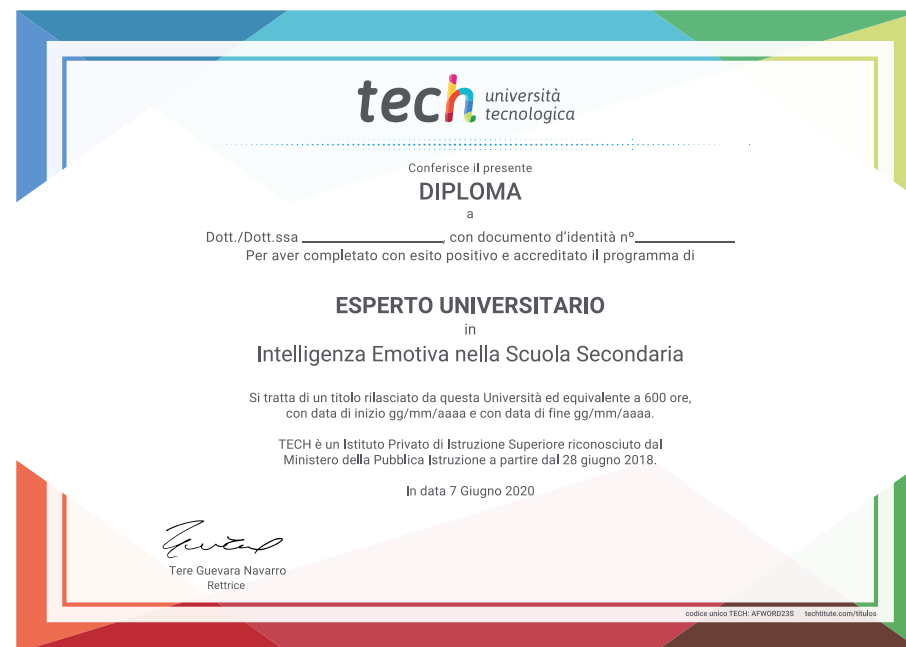 tech università
tecnologica
Conferisce il presente
DIPLOMA
a
Dott./Dott.ssa ____________________, con documento d'identità nº______________
Per aver completato con esito positivo e accreditato il programma di
ESPERTO UNIVERSITARIO
in
Intelligenza Emotiva nella Scuola Secondaria
Si tratta di un titolo rilasciato da questa Università ed equivalente a 600 ore,
con data di inizio gg/mm/aaaa e con data di fine gg/mm/aaaa.
TECH è un Istituto Privato di Istruzione Superiore riconosciuto dal
Ministero della Pubblica Istruzione a partire dal 28 giugno 2018.
In data 7 Giugno 2020
Tere Guevara Navarro
Rettrice
codice unico TECH: AFWORD23S techtitute.com/titulos